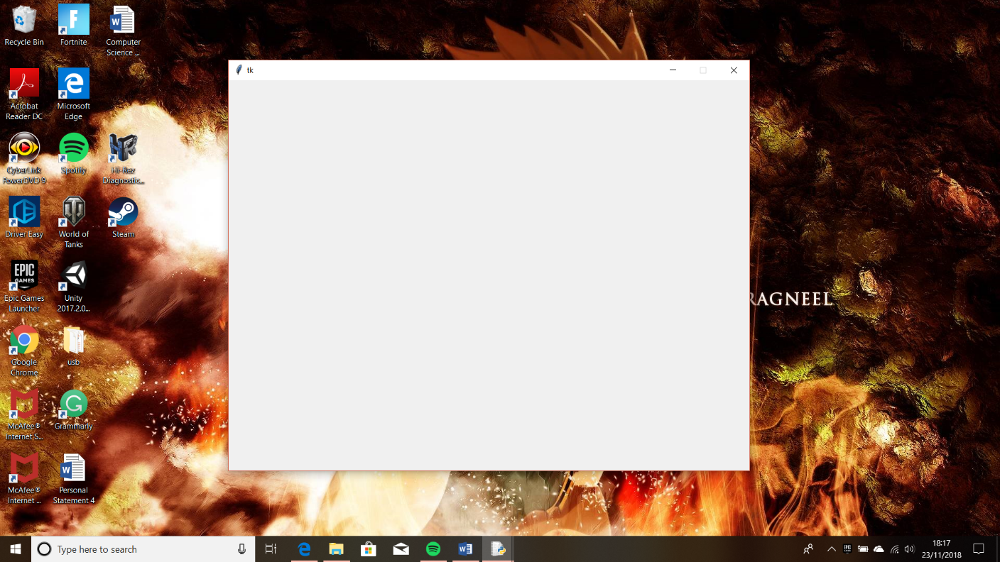 Recycle Bin
Fortnite
Computer
Science ...
tk
Acrobat
Reader DC
Microsoft
Edge
CyberLink
PowerDVD 9
Spotify
Hi-Rez
Diagnostic...
Driver Easy
World of
Tanks
Steam
EPIC
GAMES
Epic Games
Launcher
Unity
2017.2.0...
RAGNEEL
Google
Chrome
usb
McAfee®
Internet S...
Grammarly
McAfee®
Internet ...
Personal
Statement 4
Type here to search
18:17
23/11/2018